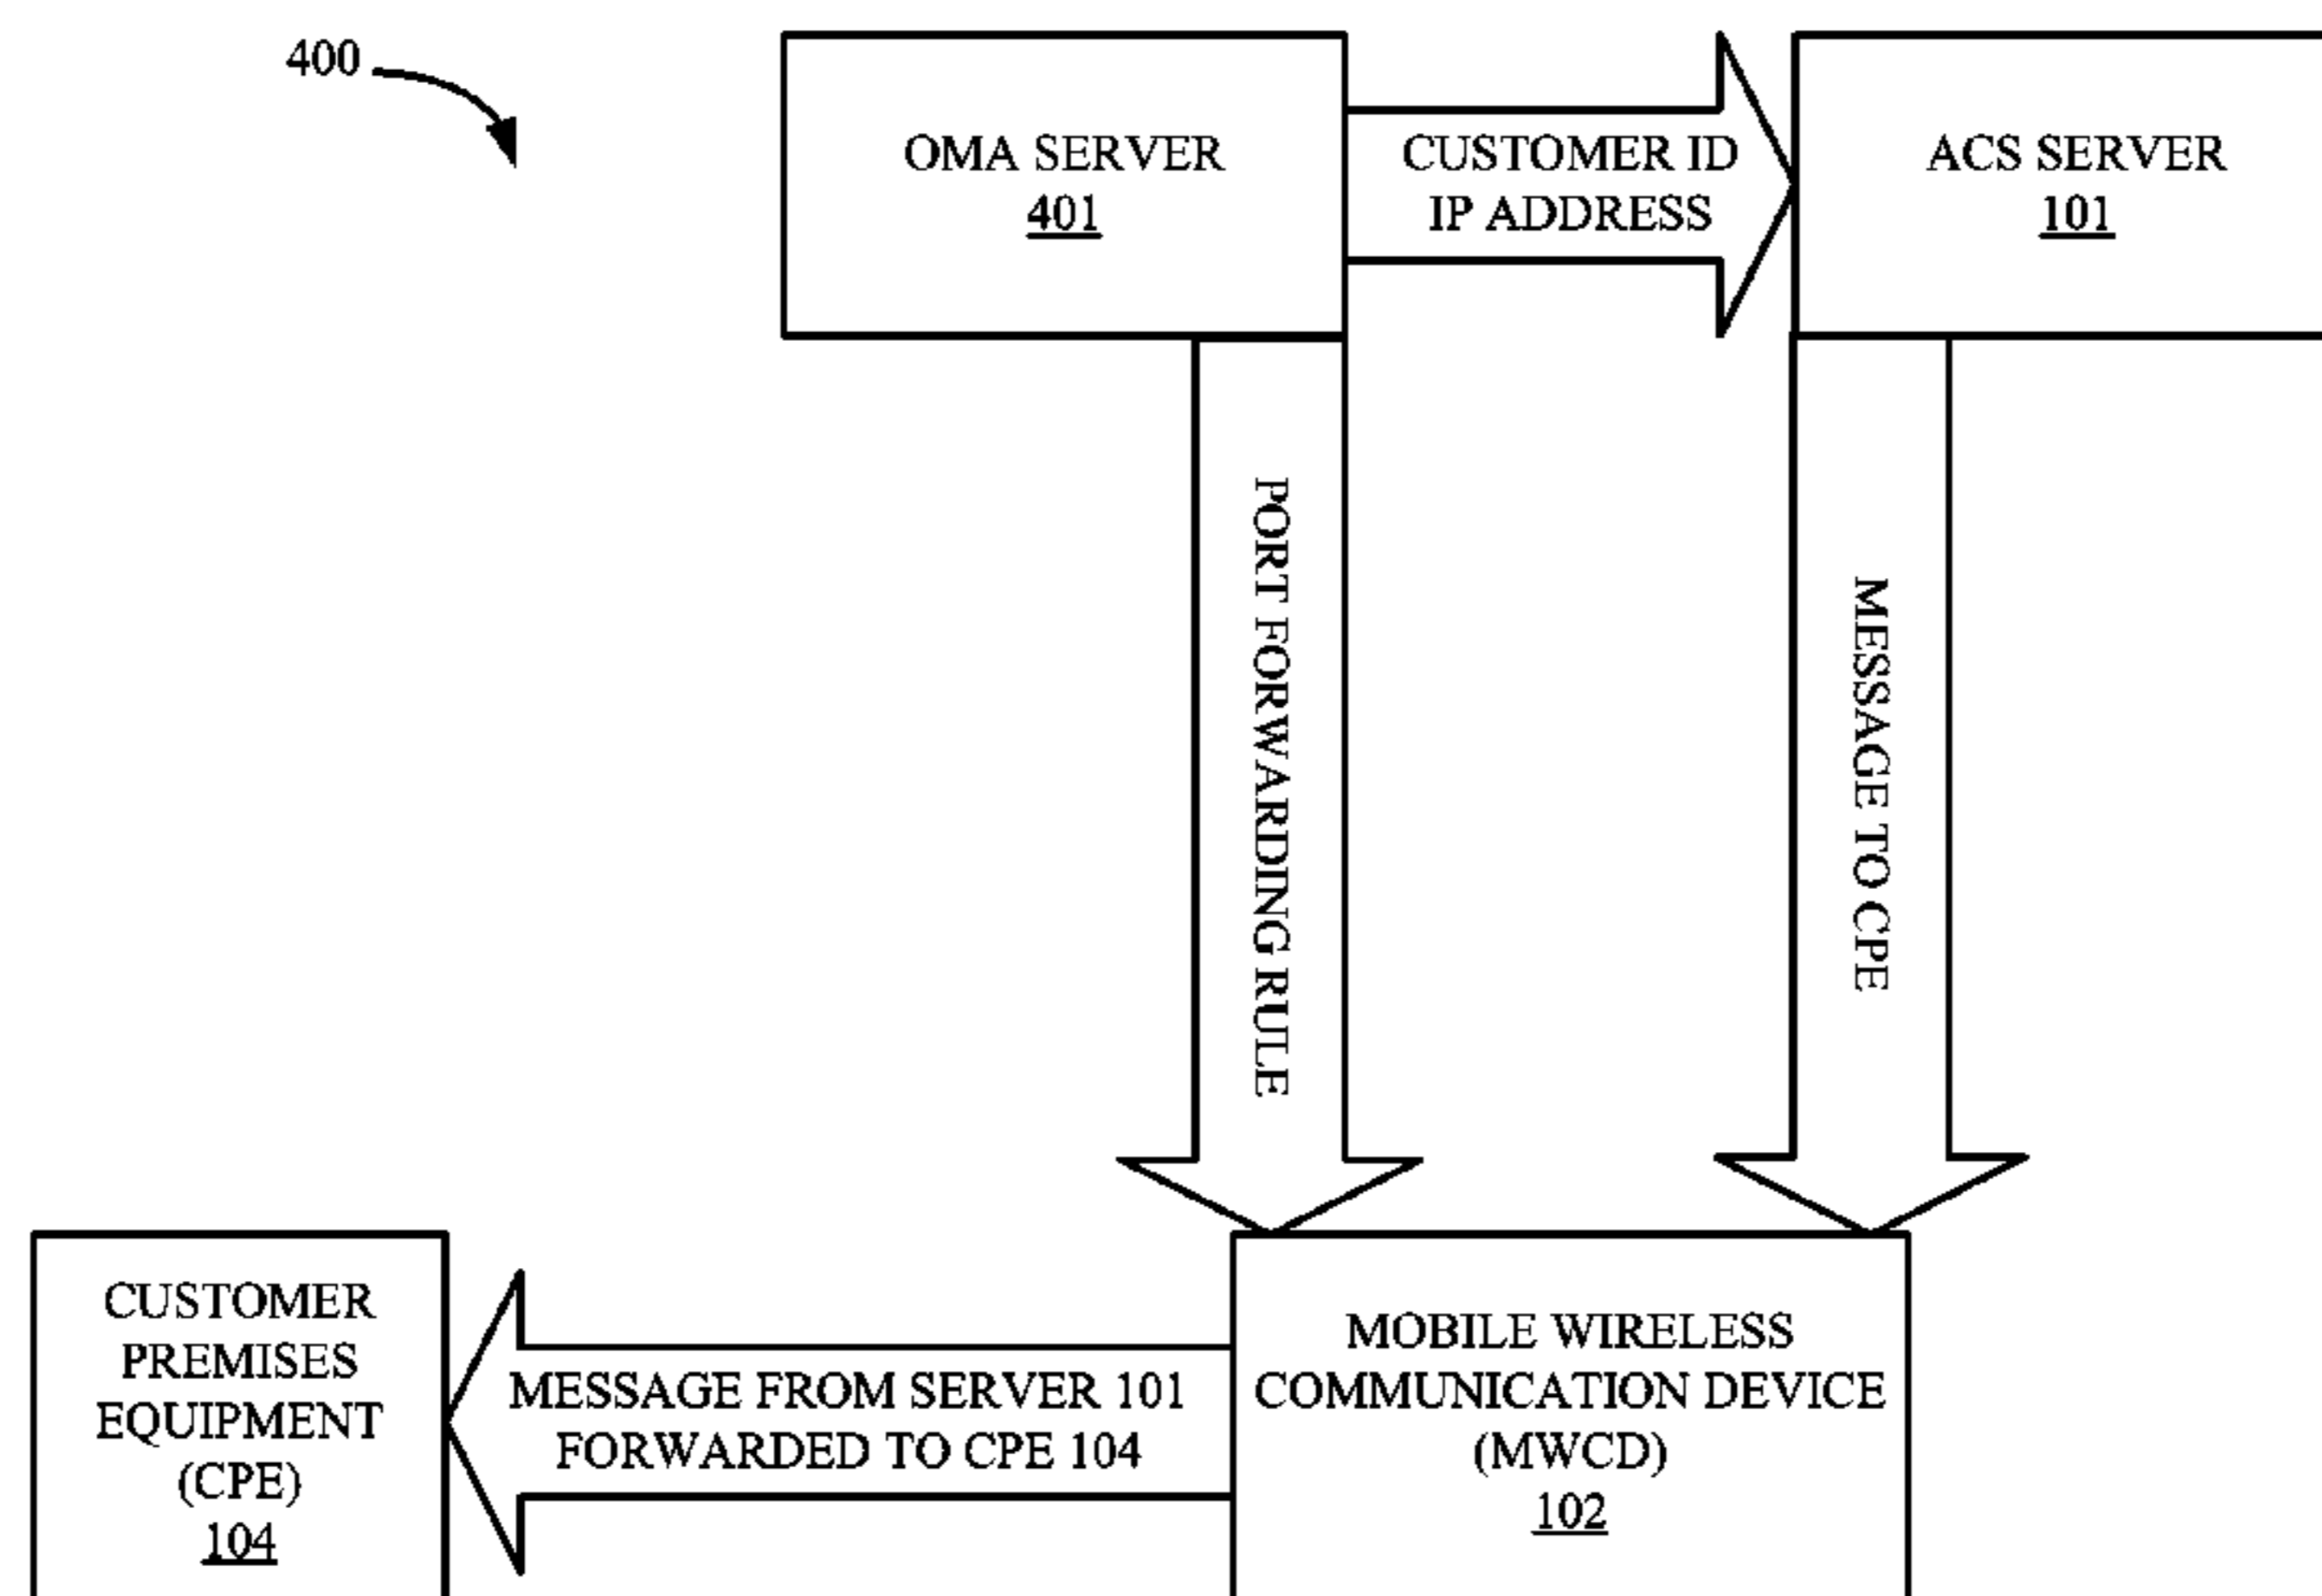 400
OMA SERVER
401
CUSTOMER ID
IP ADDRESS
ACS SERVER
101
PORT FORWARDING RULE
MESSAGE TO CPE
CUSTOMER
PREMISES
EQUIPMENT
(CPE)
104
MESSAGE FROM SERVER 101
FORWARDED TO CPE 104
MOBILE WIRELESS
COMMUNICATION DEVICE
(MWCD)
102